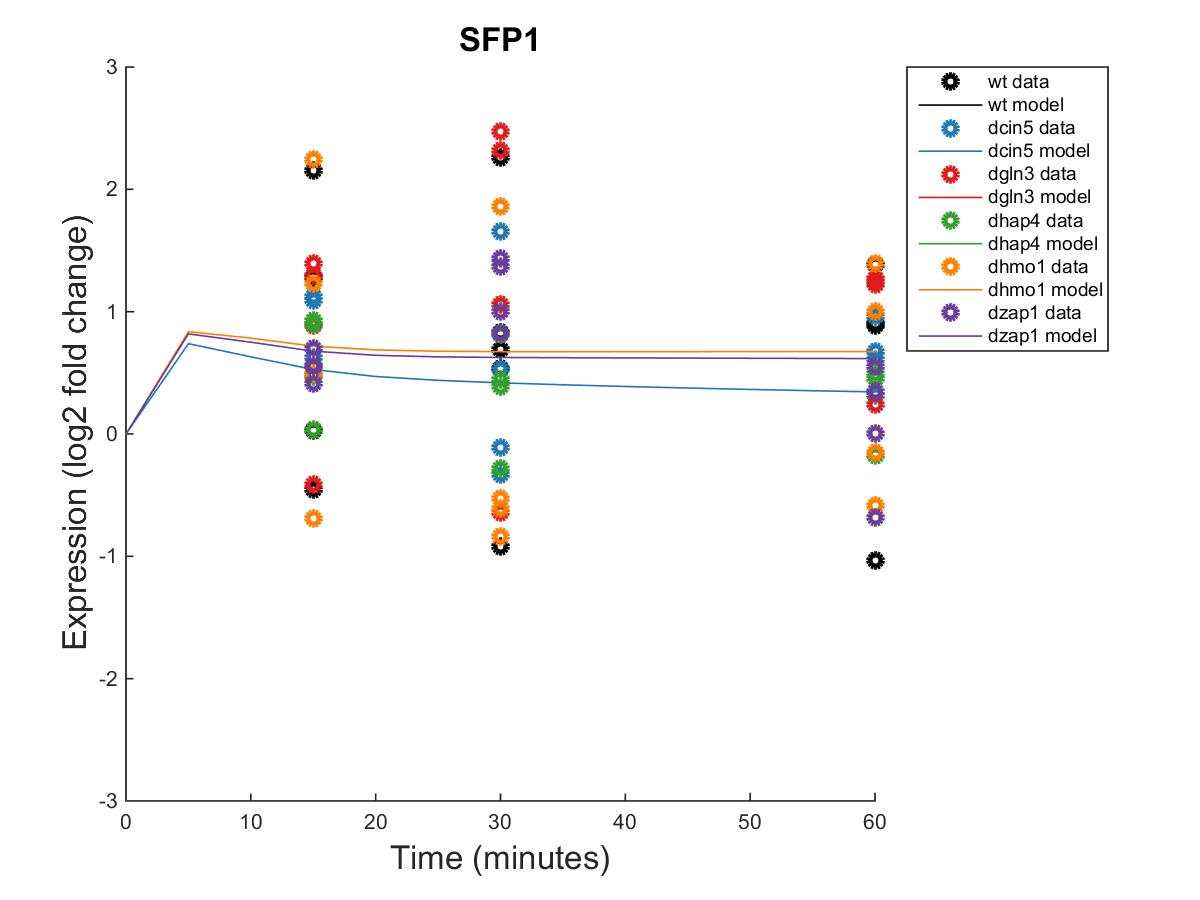 SFP1
3
2
1
0
-1
-2
-3
Expression (log2 fold change)
0 10 20 30 40 50 60
Time (minutes)
wt data
wt model
dcin5 data
dcin5 model
dgln3 data
dgln3 model
dhap4 data
dhap4 model
dhmo1 data
dhmo1 model
dzap1 data
dzap1 model